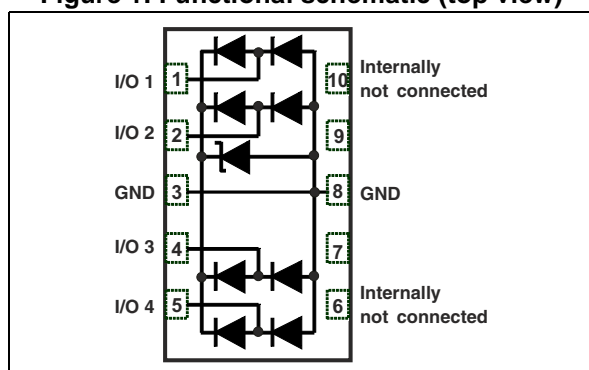 Figure 1. Functional schematic (top view)
I/O 1
1
10
Internally
not connected
I/O 2
2
9
GND
3
8
GND
I/O 3
4
7
I/O 4
5
6
Internally
not connected